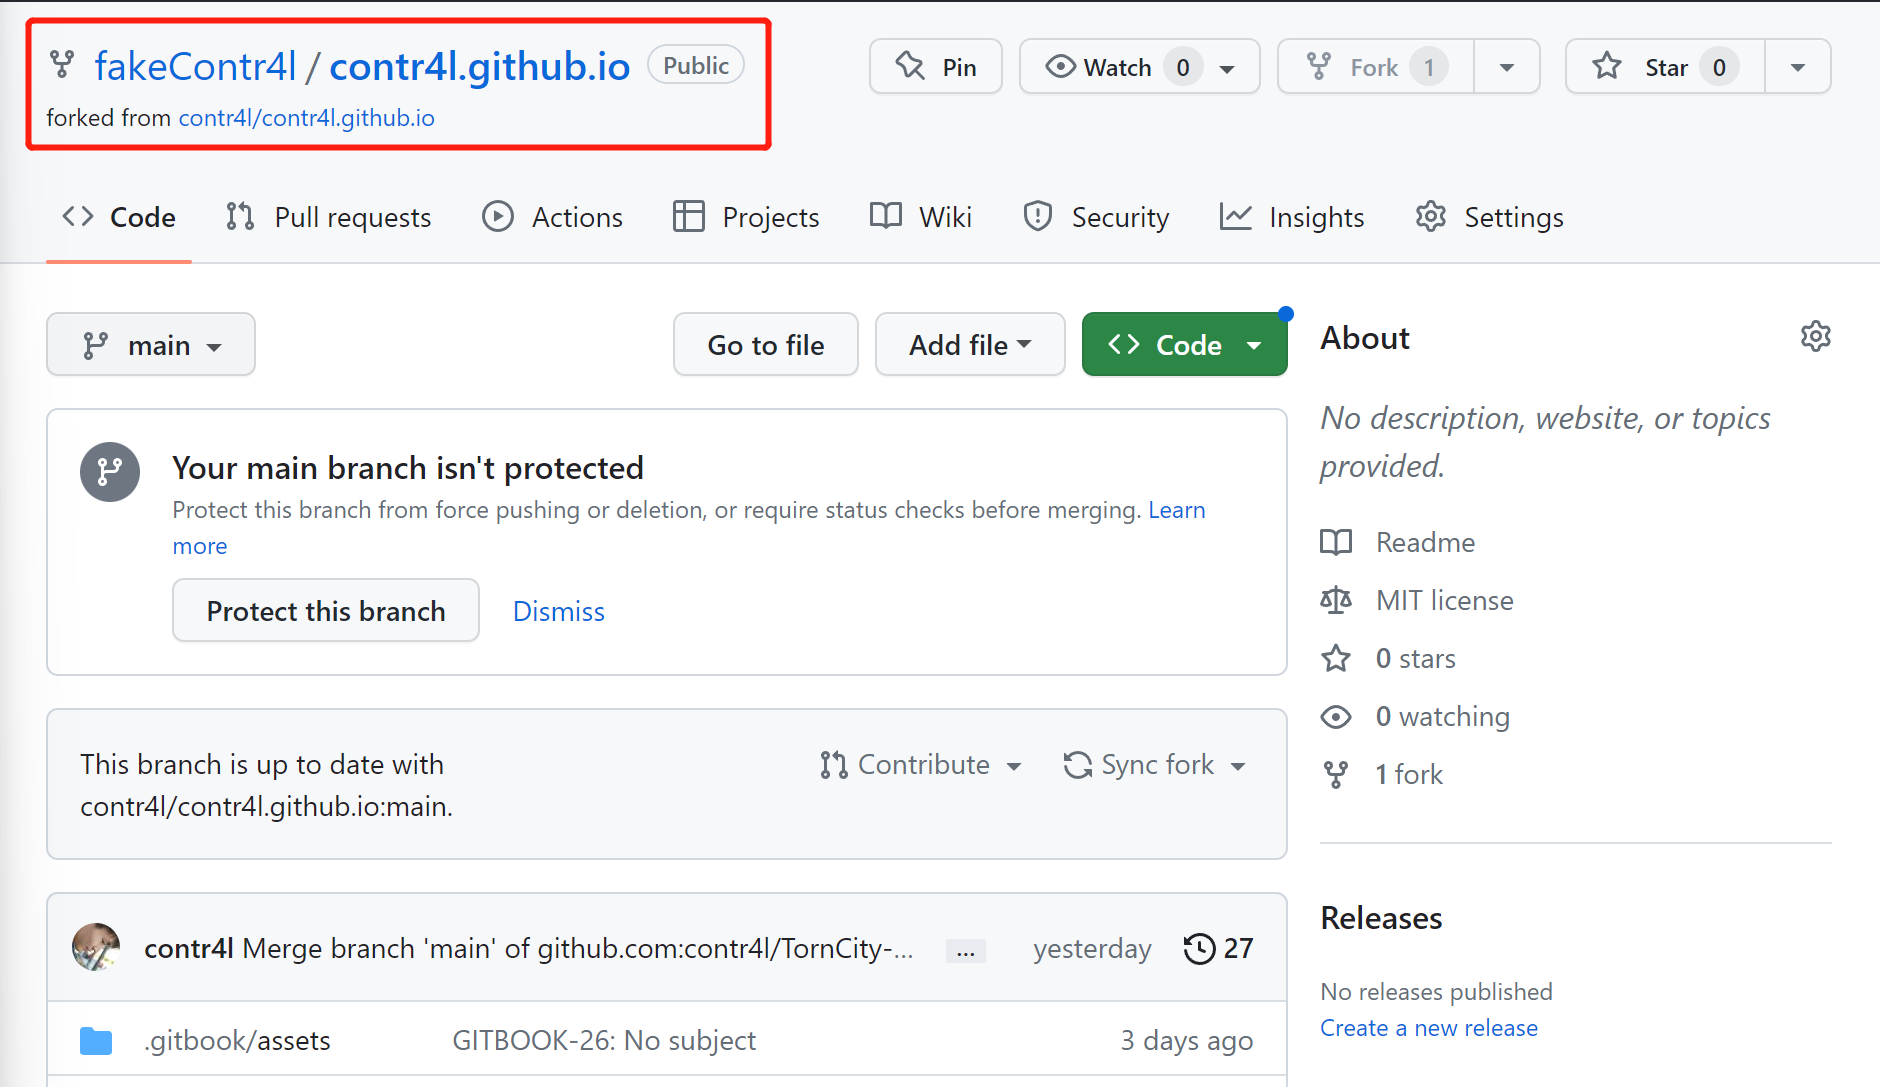 fakeContr4l / contr4l.github.io Public
forked from contr4l/contr4l.github.io
Pin
Watch 0
Fork 1
Star 0
Code
Pull requests
Actions
Projects
Wiki
Security
Insights
Settings
main
Go to file
Add file
Code
Your main branch isn't protected
Protect this branch from force pushing or deletion, or require status checks before merging. Learn
more
Protect this branch
Dismiss
This branch is up to date with
contr4l/contr4l.github.io:main.
Contribute
Sync fork
contr4l Merge branch 'main' of github.com:contr4l/TornCity-... ... yesterday 27
.gitbook/assets GITBOOK-26: No subject 3 days ago
About
No description, website, or topics
provided.
Readme
MIT license
0 stars
0 watching
1 fork
Releases
No releases published
Create a new release